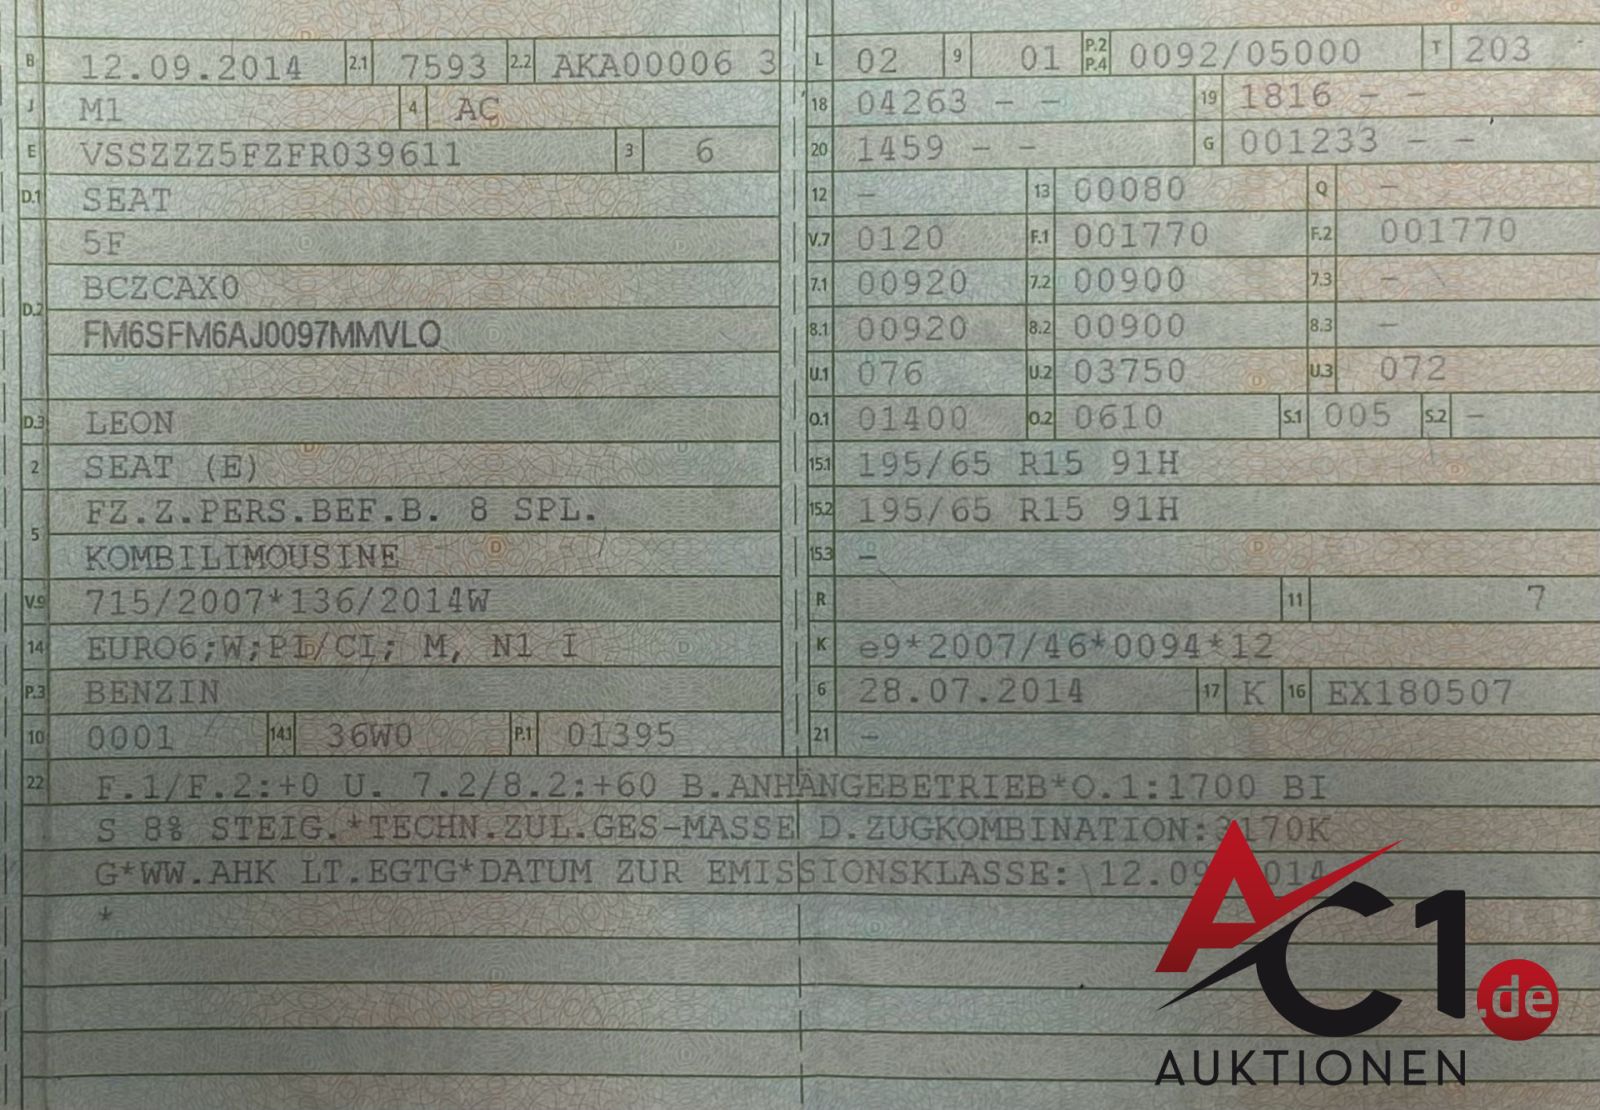 B 12.09.2014 2.1 7593 2.2 AKA00006 3
J M1 4 AC
E VSSZZZ5FZFR039611 3 6
D.1 SEAT
D.2 5F
BCZCAX0
FM6SFM6AJ0097MMVLO
D.3 LEON
2 SEAT (E)
5 FZ.Z.PERS.BEF.B. 8 SPL.
KOMBILIMOUSINE
V.9 715/2007*136/2014W
14 EURO6;W;PI/CI; M, N1 I
P.3 BENZIN
10 0001 14.1 36W0 P.1 01395
L 02 9 01 P.2 P.4 0092/05000 T 203
18 04263 – – 19 1816 – –
20 1459 – – G 001233 – –
12 – 13 00080 Q –
V.7 0120 F.1 001770 F.2 001770
7.1 00920 7.2 00900 7.3 –
8.1 00920 8.2 00900 8.3 –
U.1 076 U.2 03750 U.3 072
O.1 01400 O.2 0610 S.1 005 S.2 –
15.1 195/65 R15 91H
15.2 195/65 R15 91H
15.3 –
R 11 7
K e9*2007/46*0094*12
6 28.07.2014 17 K 16 EX180507
21 –
22 F.1/F.2:+0 U. 7.2/8.2:+60 B.ANHÄNGEBETRIEB*O.1:1700 BI
S 8% STEIG.*TECHN.ZUL.GES-MASSE D.ZUGKOMBINATION:3170K
G*WW.AHK LT.EGTG*DATUM ZUR EMISSIONSKLASSE: 12.09.2014
*
AC1.de
AUKTIONEN